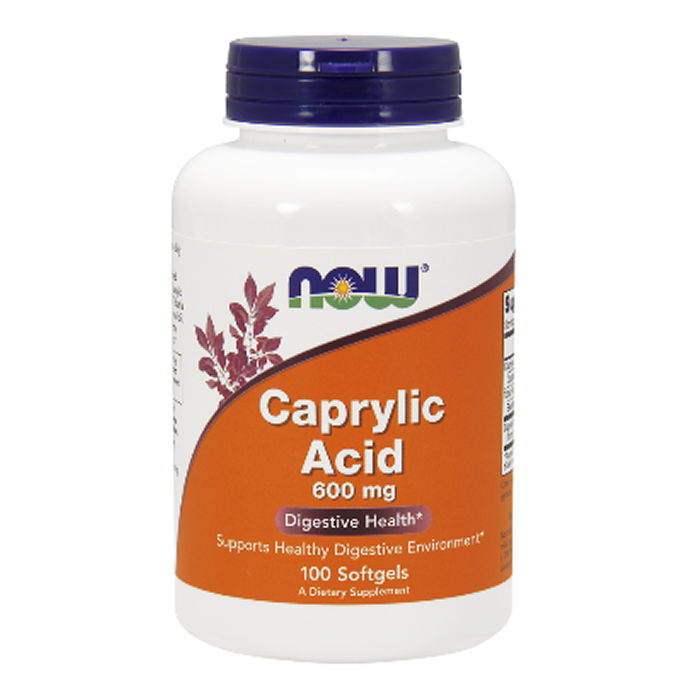 now®
Caprylic
Acid
600 mg
Digestive Health*
Supports Healthy Digestive Environment*
100 Softgels
A Dietary Supplement